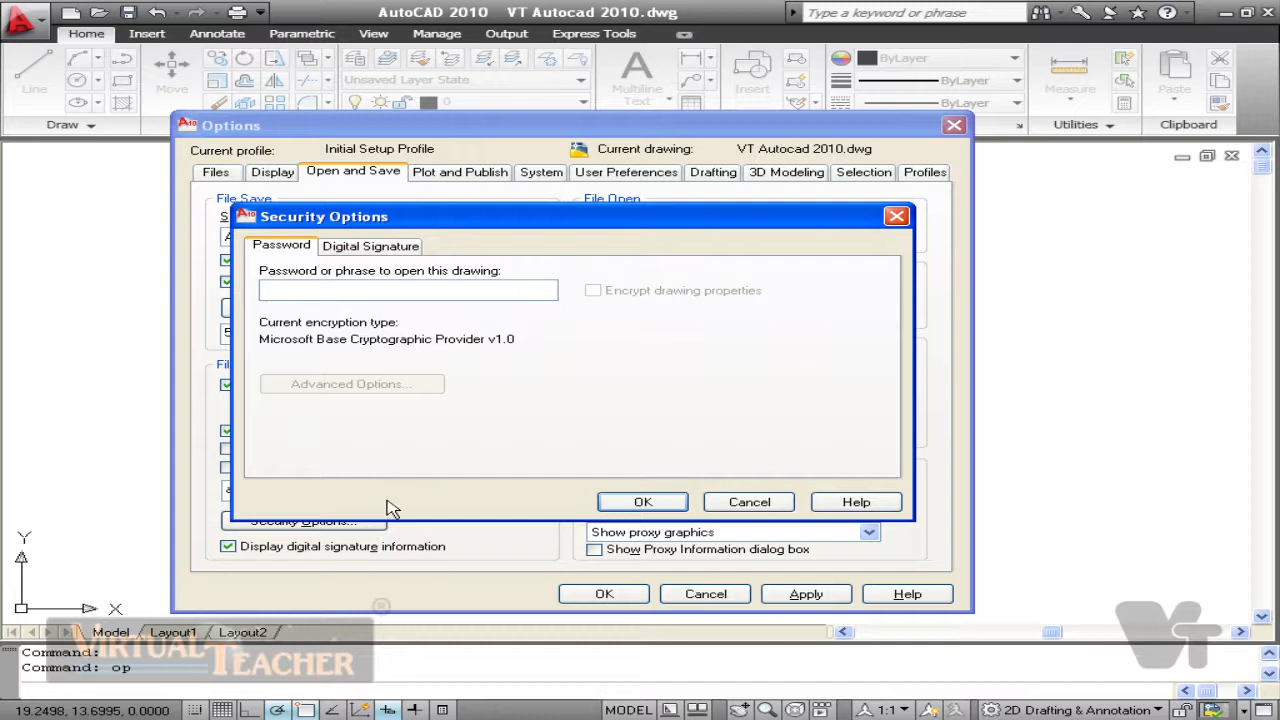 AutoCAD 2010 VT Autocad 2010.dwg
Type a keyword or phrase
Home Insert Annotate Parametric View Manage Output Express Tools
Line
Move
Unsaved Layer State
0
Multiline
Text
Insert
ByLayer
ByLayer
ByLayer
Measure
Paste
Draw
Utilities
Clipboard
Options
Current profile: Initial Setup Profile Current drawing: VT Autocad 2010.dwg
Files Display Open and Save Plot and Publish System User Preferences Drafting 3D Modeling Selection Profiles
File Save
File Open
Security Options
Password Digital Signature
Password or phrase to open this drawing:
Encrypt drawing properties
Current encryption type:
Microsoft Base Cryptographic Provider v1.0
Advanced Options...
OK Cancel Help
Security Options...
Show proxy graphics
Display digital signature information
Show Proxy Information dialog box
OK Cancel Apply Help
Y
X
Model Layout1 Layout2
VIRTUAL TEACHER
®
VT
Command:
Command: op
19.2498, 13.6995, 0.0000
MODEL
1:1
2D Drafting & Annotation